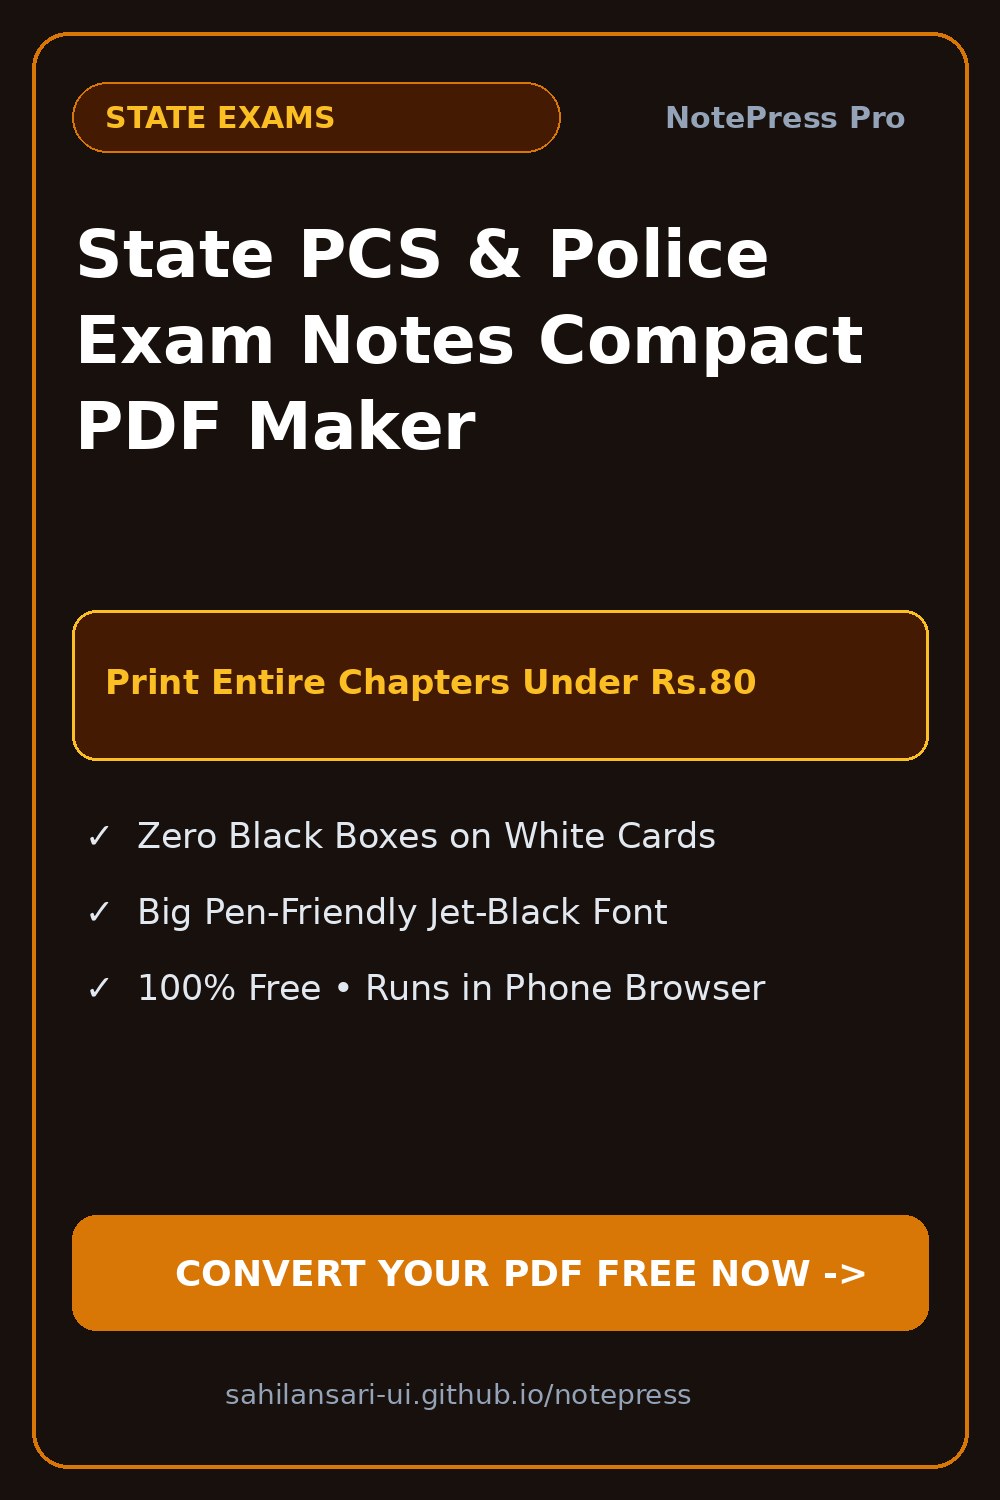 STATE EXAMS
NotePress Pro
State PCS & Police
Exam Notes Compact
PDF Maker
Print Entire Chapters Under Rs.80
✓ Zero Black Boxes on White Cards
✓ Big Pen-Friendly Jet-Black Font
✓ 100% Free • Runs in Phone Browser
CONVERT YOUR PDF FREE NOW ->
sahilansari-ui.github.io/notepress